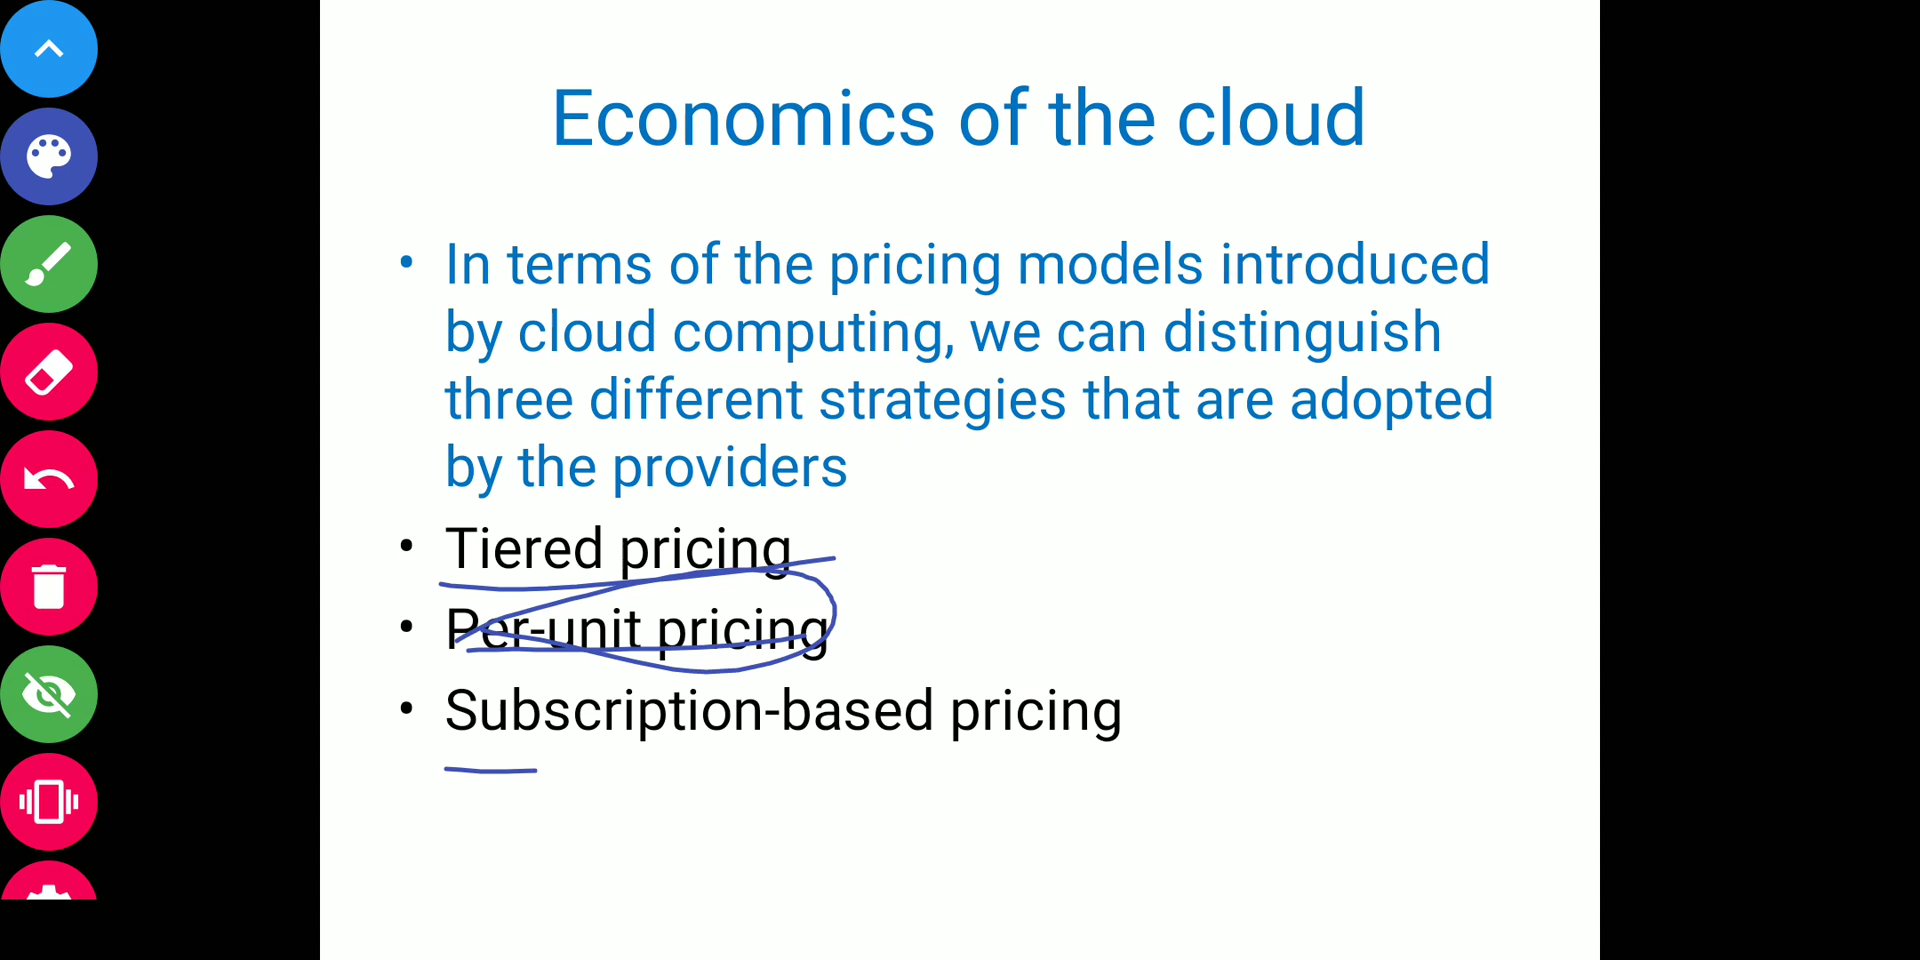 Economics of the cloud
• In terms of the pricing models introduced
by cloud computing, we can distinguish
three different strategies that are adopted
by the providers
• Tiered pricing
• Per-unit pricing
• Subscription-based pricing